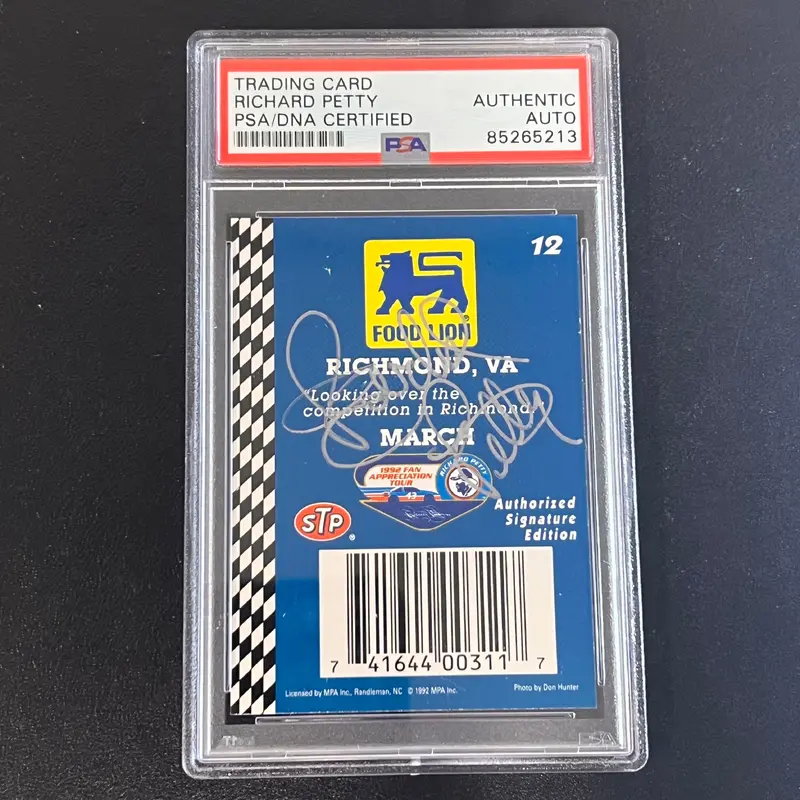 TRADING CARD
RICHARD PETTY
PSA/DNA CERTIFIED
AUTHENTIC
AUTO
85265213
PSA
12
FOOD LION®
RICHMOND, VA
"Looking over the
competition in Richmond."
MARCH
1992 FAN
APPRECIATION
TOUR
43
RICHARD PETTY
STP®
Authorized
Signature
Edition
7 41644 00311 7
Licensed by MPA Inc., Randleman, NC © 1992 MPA Inc.
Photo by Don Hunter